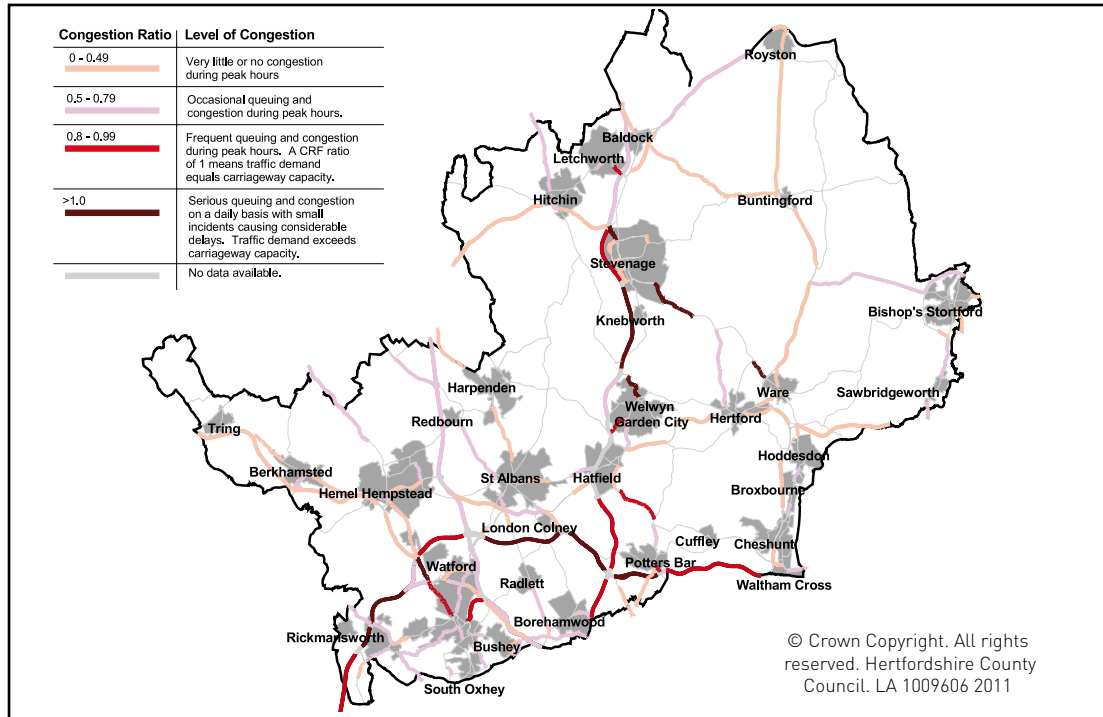 Congestion Ratio
Level of Congestion
0 - 0.49
Very little or no congestion
during peak hours
0.5 - 0.79
Occasional queuing and
congestion during peak hours.
0.8 - 0.99
Frequent queuing and congestion
during peak hours. A CRF ratio
of 1 means traffic demand
equals carriageway capacity.
>1.0
Serious queuing and congestion
on a daily basis with small
incidents causing considerable
delays. Traffic demand exceeds
carriageway capacity.
No data available.
Royston
Baldock
Letchworth
Hitchin
Buntingford
Stevenage
Bishop's Stortford
Knebworth
Harpenden
Ware
Sawbridgeworth
Welwyn
Garden City
Hertford
Redbourn
Tring
Hoddesdon
Berkhamsted
Hemel Hempstead
St Albans
Hatfield
Broxbourne
London Colney
Cuffley
Cheshunt
Watford
Potters Bar
Radlett
Waltham Cross
Borehamwood
Rickmansworth
Bushey
South Oxhey
© Crown Copyright. All rights
reserved. Hertfordshire County
Council. LA 1009606 2011